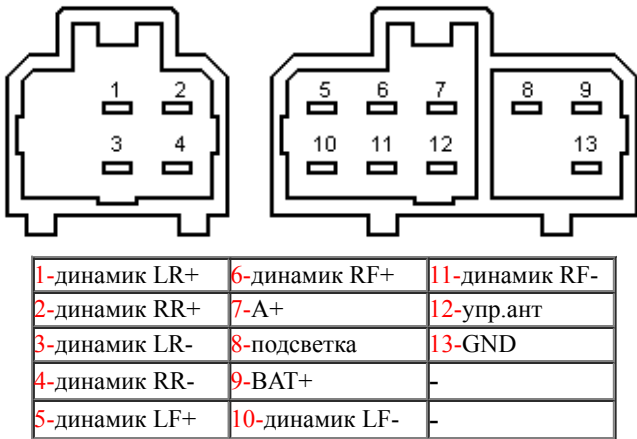 1 2 5 6 7 8 9
3 4 10 11 12 13
1-динамик LR+ 6-динамик RF+ 11-динамик RF-
2-динамик RR+ 7-A+ 12-упр.ант
3-динамик LR- 8-подсветка 13-GND
4-динамик RR- 9-BAT+ -
5-динамик LF+ 10-динамик LF- -